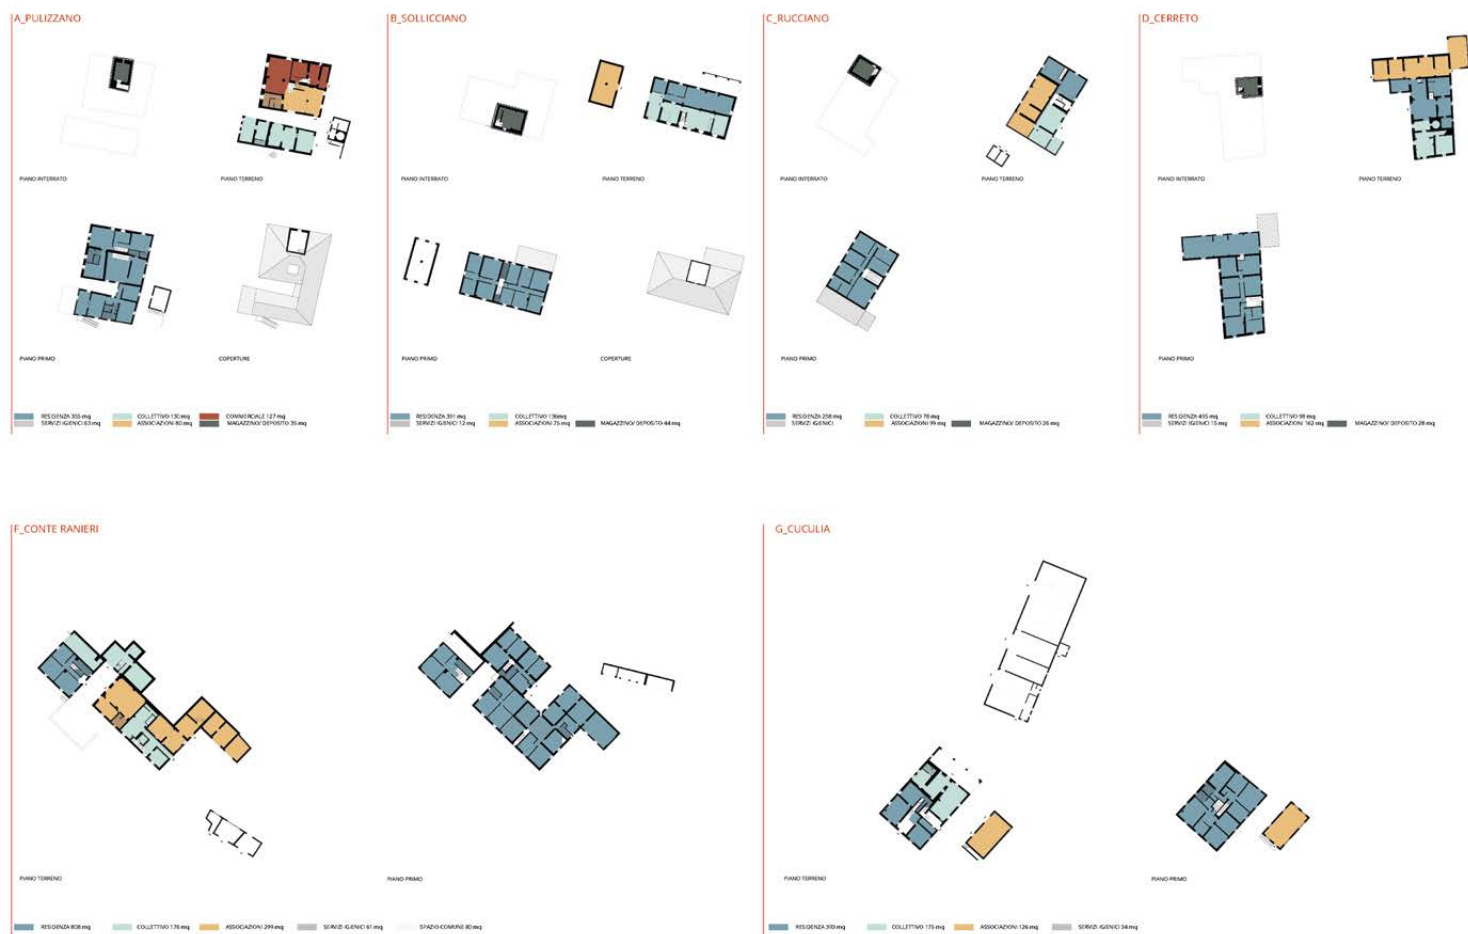 A_PULIZZANO
B_SOLLICCIANO
C_RUCCIANO
D_CERRETO
PIANO INTERRATO
PIANO TERRENO
PIANO INTERRATO
PIANO TERRENO
PIANO INTERRATO
PIANO TERRENO
PIANO INTERRATO
PIANO TERRENO
PIANO PRIMO
COPERTURE
PIANO PRIMO
COPERTURE
PIANO PRIMO
PIANO PRIMO
RESIDENZA 355 mq
COLLETTIVO 130 mq
COMMERCIALE 127 mq
SERVIZI IGIENICI 63 mq
ASSOCIAZIONI 80 mq
MAGAZZINO/ DEPOSITO 35 mq
RESIDENZA 391 mq
COLLETTIVO 136mq
SERVIZI IGIENICI 12 mq
ASSOCIAZIONI 75 mq
MAGAZZINO/ DEPOSITO 44 mq
RESIDENZA 258 mq
COLLETTIVO 78 mq
SERVIZI IGIENICI
ASSOCIAZIONI 99 mq
MAGAZZINO/ DEPOSITO 26 mq
RESIDENZA 405 mq
COLLETTIVO 98 mq
SERVIZI IGIENICI 15 mq
ASSOCIAZIONI 162 mq
MAGAZZINO/ DEPOSITO 28 mq
F_CONTE RANIERI
G_CUCULIA
PIANO TERRENO
PIANO PRIMO
PIANO TERRENO
PIANO PRIMO
RESIDENZA 808 mq
COLLETTIVO 176 mq
ASSOCIAZIONI 299 mq
SERVIZI IGIENICI 61 mq
SPAZIO COMUNE 80 mq
RESIDENZA mq
COLLETTIVO 175 mq
ASSOCIAZIONI 126 mq
SERVIZI IGIENICI 34 mq